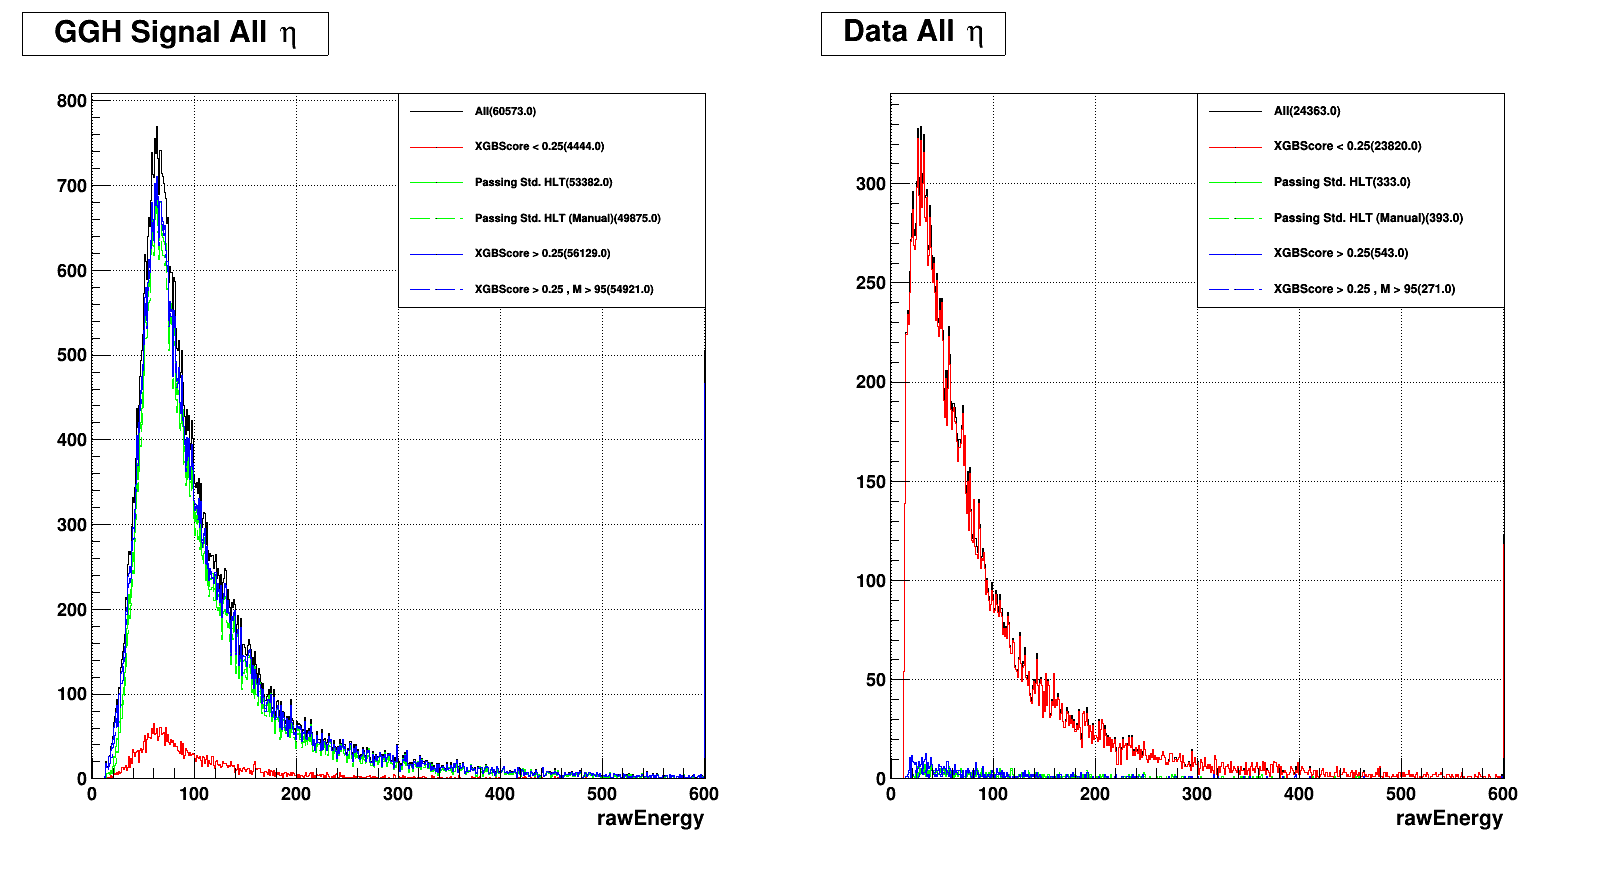 GGH Signal All η
800
700
600
500
400
300
200
100
0
0 100 200 300 400 500 600
rawEnergy
All(60573.0)
XGBScore < 0.25(4444.0)
Passing Std. HLT(53382.0)
Passing Std. HLT (Manual)(49875.0)
XGBScore > 0.25(56129.0)
XGBScore > 0.25 , M > 95(54921.0)
Data All η
300
250
200
150
100
50
0
0 100 200 300 400 500 600
rawEnergy
All(24363.0)
XGBScore < 0.25(23820.0)
Passing Std. HLT(333.0)
Passing Std. HLT (Manual)(393.0)
XGBScore > 0.25(543.0)
XGBScore > 0.25 , M > 95(271.0)